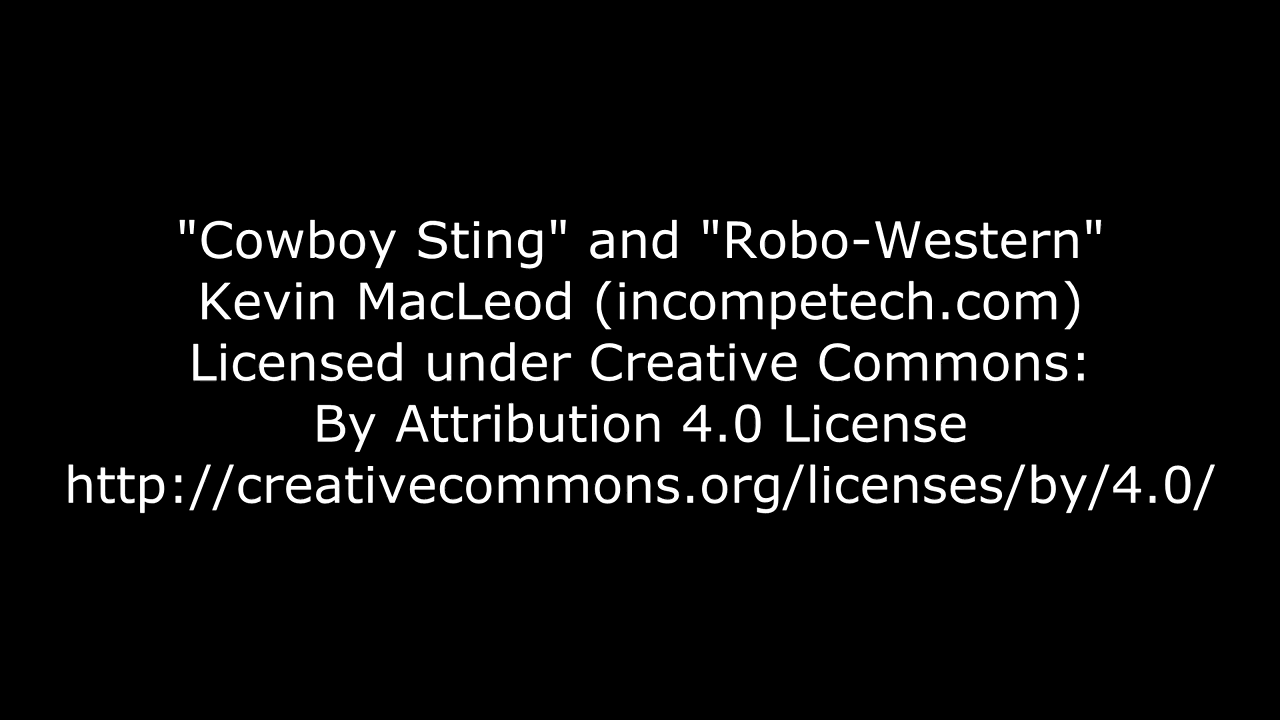 "Cowboy Sting" and "Robo-Western"
Kevin MacLeod (incompetech.com)
Licensed under Creative Commons:
By Attribution 4.0 License
http://creativecommons.org/licenses/by/4.0/